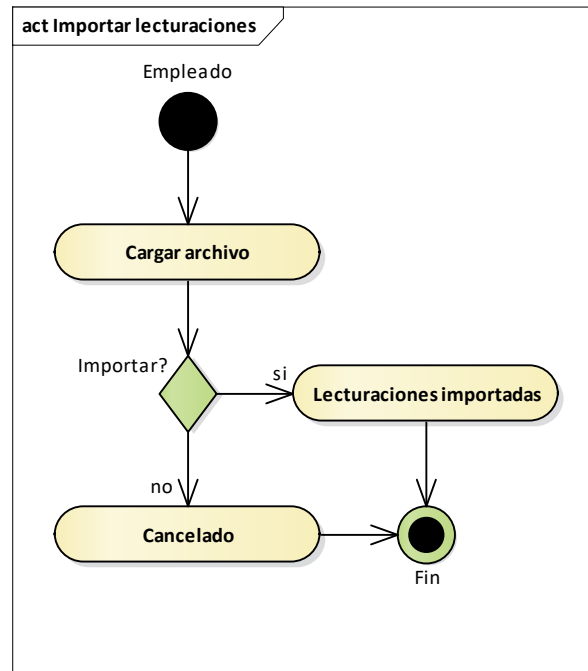 act Importar lecturaciones
Empleado
Cargar archivo
Importar?
si
Lecturaciones importadas
no
Cancelado
Fin